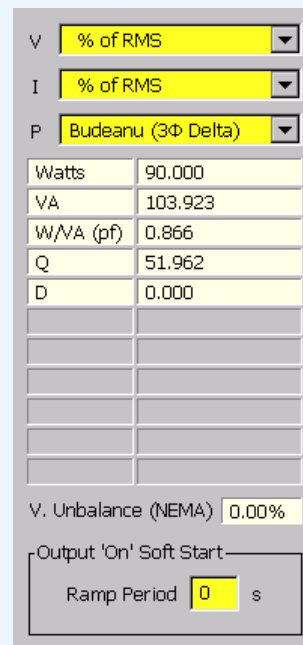 V % of RMS
I % of RMS
P Budeanu (3Φ Delta)
Watts 90.000
VA 103.923
W/VA (pf) 0.866
Q 51.962
D 0.000
V. Unbalance (NEMA) 0.00%
Output 'On' Soft Start
Ramp Period 0 s